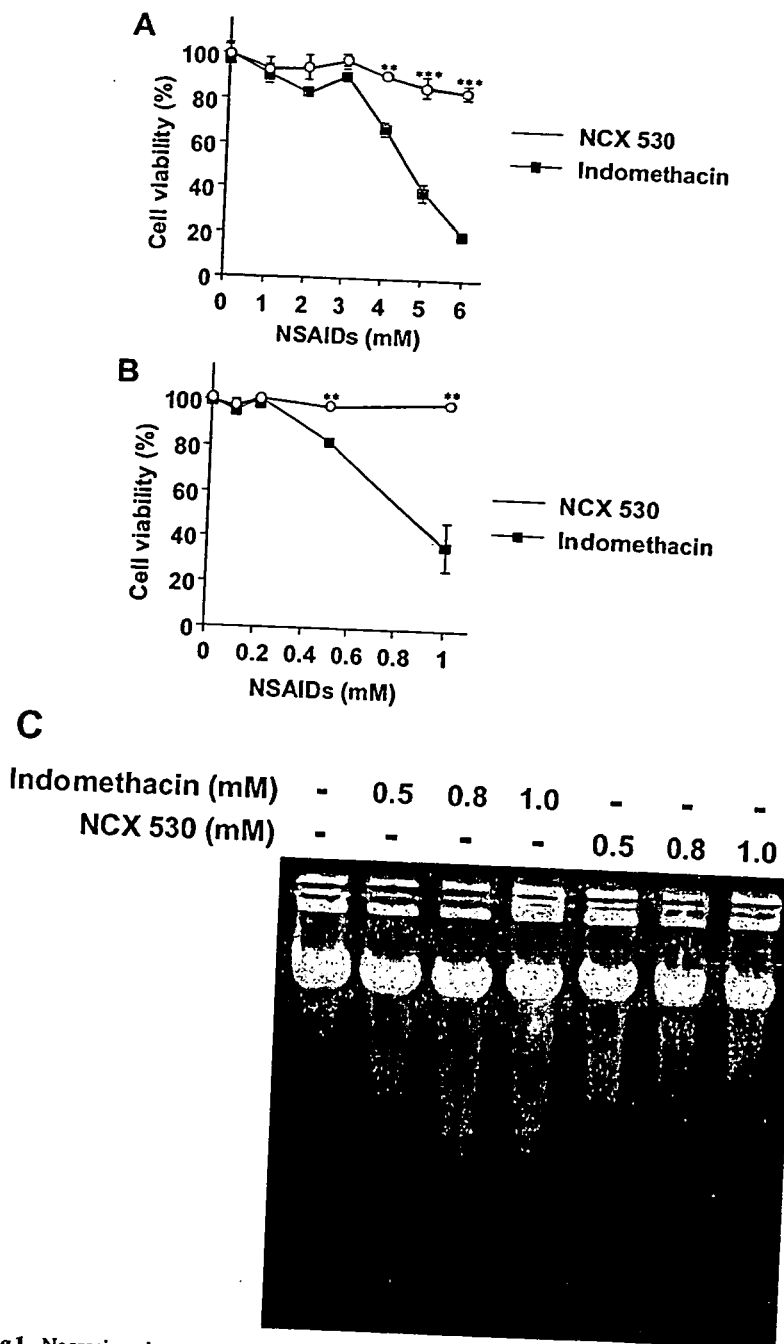 A
100
80
60
40
20
0
Cell viability (%)
** *** ***
0 1 2 3 4 5 6
NSAIDs (mM)
NCX 530
Indomethacin
B
100
80
60
40
20
0
Cell viability (%)
** **
0 0.2 0.4 0.6 0.8 1
NSAIDs (mM)
NCX 530
Indomethacin
C
Indomethacin (mM) - 0.5 0.8 1.0 - - -
NCX 530 (mM) - - - - 0.5 0.8 1.0